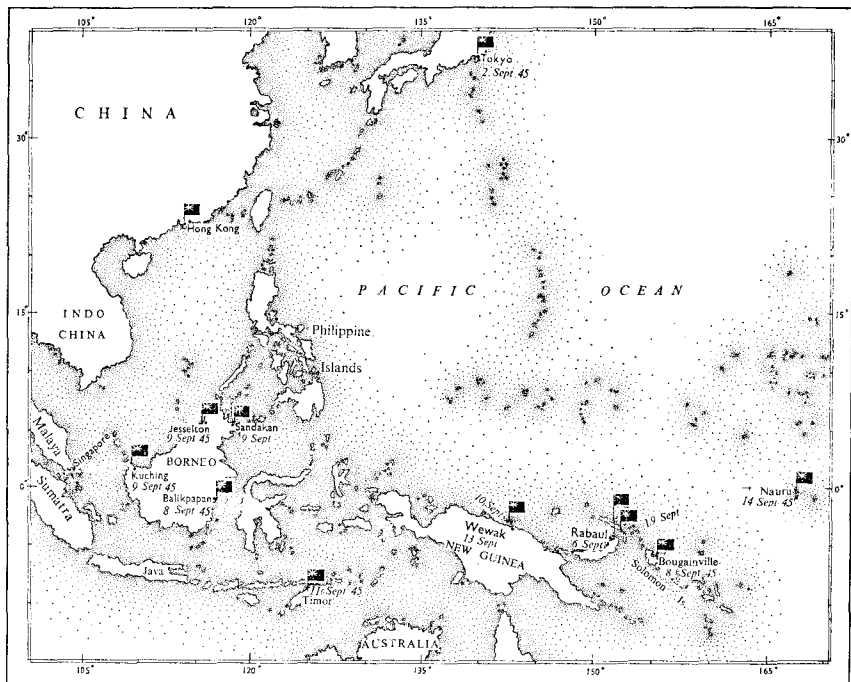 105°
120°
135°
150°
165°
Tokyo
2 Sept 45
CHINA
30°
30°
Hong Kong
PACIFIC OCEAN
INDO
CHINA
15°
15°
Philippine
Islands
Malaya
Singapore
Sumatra
Jesselton
9 Sept 45
Sandakan
9 Sept
BORNEO
Kuching
9 Sept 45
Balikpapan
8 Sept 45
0°
Nauru
14 Sept 45
10 Sept
Wewak
13 Sept
NEW GUINEA
Rabaul
6 Sept
19 Sept
Bougainville
8 Sept 45
Solomon Is
Java
11 Sept 45
Timor
AUSTRALIA
105°
120°
135°
150°
165°